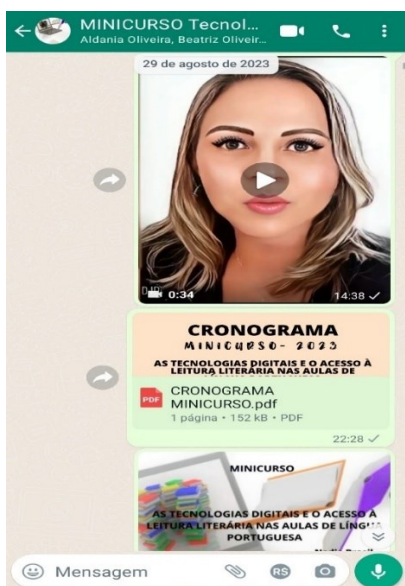 MINICURSO Tecnol...
Aldania Oliveira, Beatriz Oliveir...
29 de agosto de 2023
0:34
14:38
CRONOGRAMA
MINICURSO- 2023
AS TECNOLOGIAS DIGITAIS E O ACESSO À
LEITURA LITERÁRIA NAS AULAS DE
PDF
CRONOGRAMA
MINICURSO.pdf
1 página • 152 kB • PDF
22:28
MINICURSO
AS TECNOLOGIAS DIGITAIS E O ACESSO À
LEITURA LITERÁRIA NAS AULAS DE LÍNGUA
PORTUGUESA
Mensagem
R$